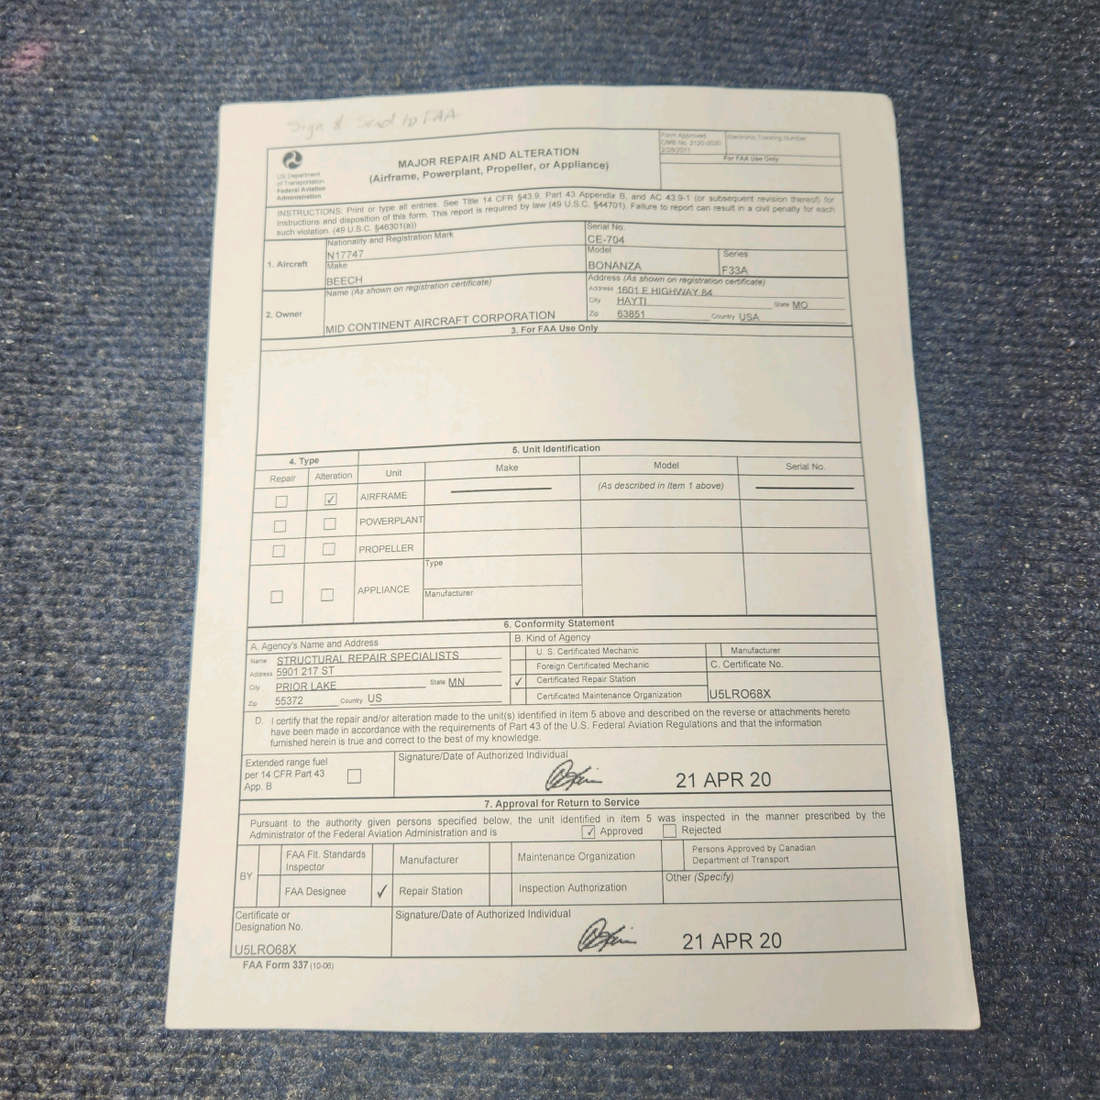 Sign & Send to FAA
US Department
of Transportation
Federal Aviation
Administration
MAJOR REPAIR AND ALTERATION
(Airframe, Powerplant, Propeller, or Appliance)
Form Approved
OMB No. 2120-0020
2/28/2011
Electronic Tracking Number
For FAA Use Only
INSTRUCTIONS: Print or type all entries. See Title 14 CFR §43.9, Part 43 Appendix B, and AC 43.9-1 (or subsequent revision thereof) for
instructions and disposition of this form. This report is required by law (49 U.S.C. §44701). Failure to report can result in a civil penalty for each
such violation. (49 U.S.C. §46301(a))
1. Aircraft
Nationality and Registration Mark
N17747
Serial No.
CE-704
Make
BEECH
Model
BONANZA
Series
F33A
2. Owner
Name (As shown on registration certificate)
MID CONTINENT AIRCRAFT CORPORATION
Address (As shown on registration certificate)
Address 1601 E HIGHWAY 84
City HAYTI State MO
Zip 63851 Country USA
3. For FAA Use Only
4. Type
5. Unit Identification
Repair Alteration Unit Make Model Serial No.
✓ AIRFRAME (As described in Item 1 above)
POWERPLANT
PROPELLER
APPLIANCE
Type
Manufacturer
6. Conformity Statement
A. Agency's Name and Address
Name STRUCTURAL REPAIR SPECIALISTS
Address 5901 217 ST
City PRIOR LAKE State MN
Zip 55372 Country US
B. Kind of Agency
U. S. Certificated Mechanic
Manufacturer
Foreign Certificated Mechanic
C. Certificate No.
✓ Certificated Repair Station
Certificated Maintenance Organization
U5LRO68X
D. I certify that the repair and/or alteration made to the unit(s) identified in item 5 above and described on the reverse or attachments hereto
have been made in accordance with the requirements of Part 43 of the U.S. Federal Aviation Regulations and that the information
furnished herein is true and correct to the best of my knowledge.
Extended range fuel
per 14 CFR Part 43
App. B
Signature/Date of Authorized Individual
21 APR 20
7. Approval for Return to Service
Pursuant to the authority given persons specified below, the unit identified in item 5 was inspected in the manner prescribed by the
Administrator of the Federal Aviation Administration and is ✓ Approved Rejected
BY
FAA Flt. Standards
Inspector
Manufacturer
Maintenance Organization
Persons Approved by Canadian
Department of Transport
FAA Designee
✓ Repair Station
Inspection Authorization
Other (Specify)
Certificate or
Designation No.
U5LRO68X
Signature/Date of Authorized Individual
21 APR 20
FAA Form 337 (10-06)